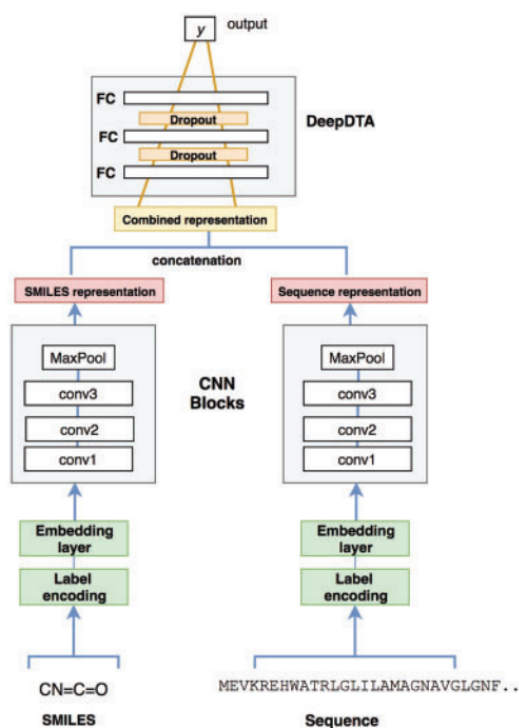 y output
DeepDTA
FC
Dropout
FC
Dropout
FC
Combined representation
concatenation
SMILES representation
Sequence representation
MaxPool
conv3
conv2
conv1
CNN
Blocks
MaxPool
conv3
conv2
conv1
Embedding
layer
Label
encoding
Embedding
layer
Label
encoding
CN=C=O
SMILES
MEVKREHWATRLGLILAMAGNAVGLGNF..
Sequence